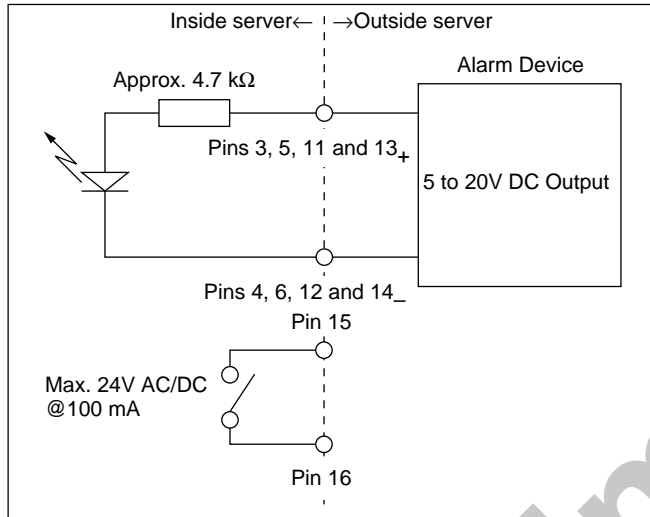 Inside server← →Outside server
Alarm Device
Approx. 4.7 kΩ
Pins 3, 5, 11 and 13+
5 to 20V DC Output
Pins 4, 6, 12 and 14–
Pin 15
Max. 24V AC/DC
@100 mA
Pin 16